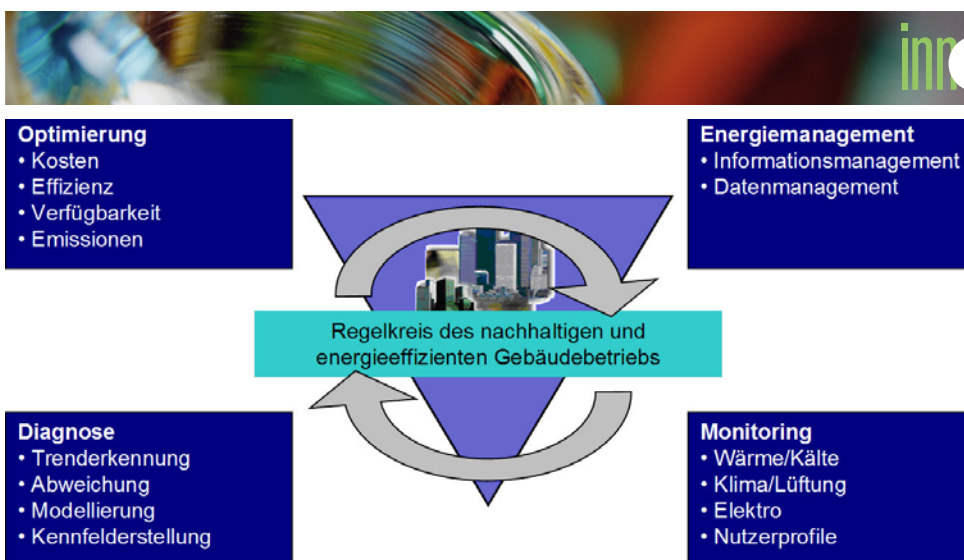 Optimierung
• Kosten
• Effizienz
• Verfügbarkeit
• Emissionen
Energiemanagement
• Informationsmanagement
• Datenmanagement
Regelkreis des nachhaltigen und
energieeffizienten Gebäudebetriebs
Diagnose
• Trenderkennung
• Abweichung
• Modellierung
• Kennfelderstellung
Monitoring
• Wärme/Kälte
• Klima/Lüftung
• Elektro
• Nutzerprofile